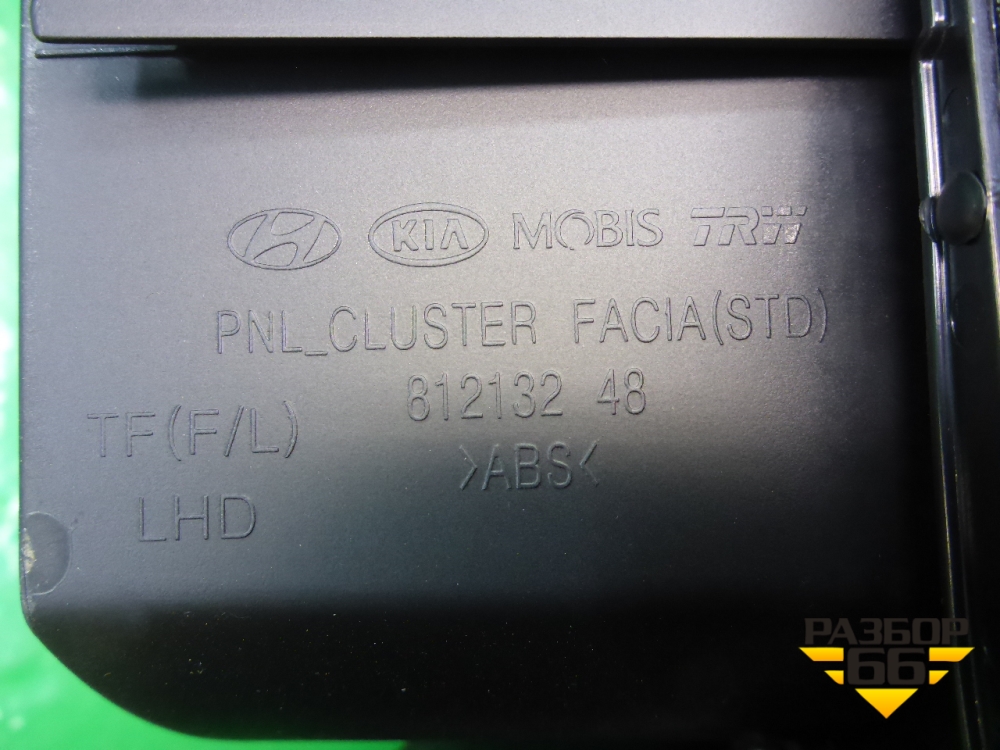 KIA MOBIS TRW
PNL_CLUSTER FACIA(STD)
812132 48
TF(F/L)
>ABS<
LHD
РАЗБОР
66